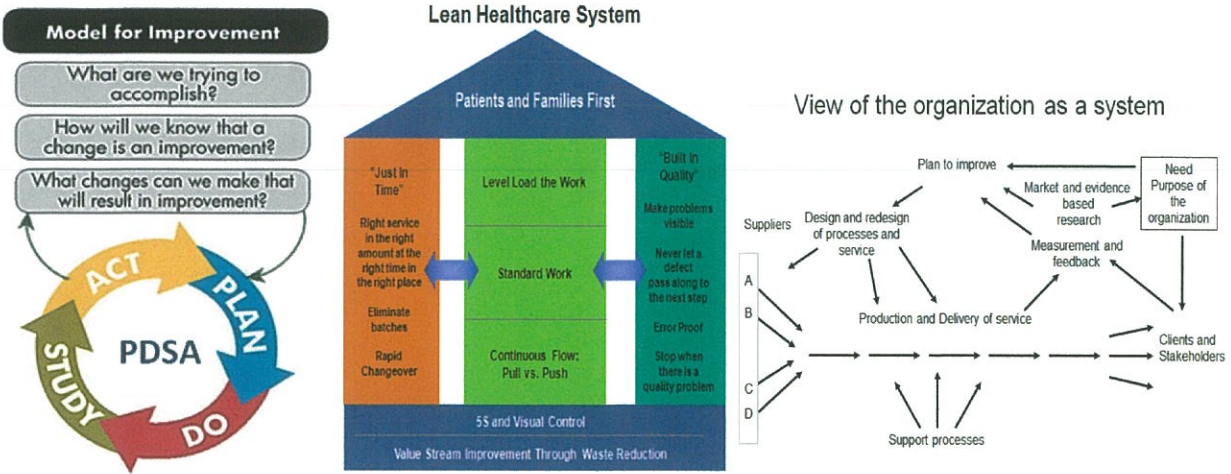 Model for Improvement
What are we trying to
accomplish?
How will we know that a
change is an improvement?
What changes can we make that
will result in improvement?
ACT
PLAN
STUDY
PDSA
DO
Lean Healthcare System
Patients and Families First
"Just In
Time"
Right service
in the right
amount at the
right time in
the right place
Eliminate
batches
Rapid
Changeover
Level Load the Work
Standard Work
Continuous Flow:
Pull vs. Push
"Built In
Quality"
Make problems
visible
Never let a
defect
pass along to
the next step
Error Proof
Stop when
there is a
quality problem
5S and Visual Control
Value Stream Improvement Through Waste Reduction
View of the organization as a system
Plan to improve
Need
Purpose of
the
organization
Market and evidence
based
research
Suppliers
Design and redesign
of processes and
service
Measurement and
feedback
A
B
C
D
Production and Delivery of service
Clients and
Stakeholders
Support processes